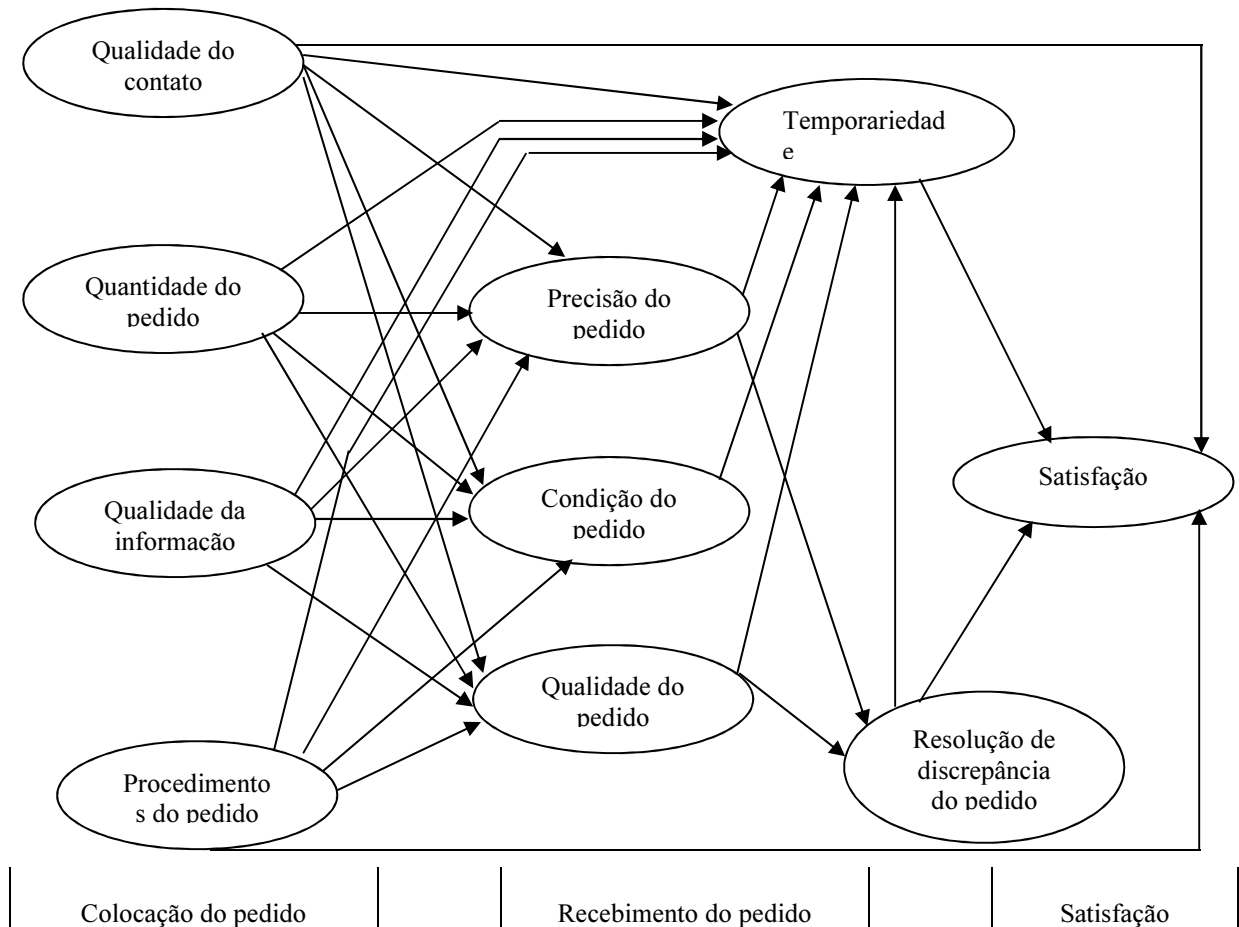 Qualidade do
contato
Temporariedad
e
Quantidade do
pedido
Precisão do
pedido
Qualidade da
informação
Condição do
pedido
Satisfação
Qualidade do
pedido
Procedimento
s do pedido
Resolução de
discrepância
do pedido
Colocação do pedido
Recebimento do pedido
Satisfação